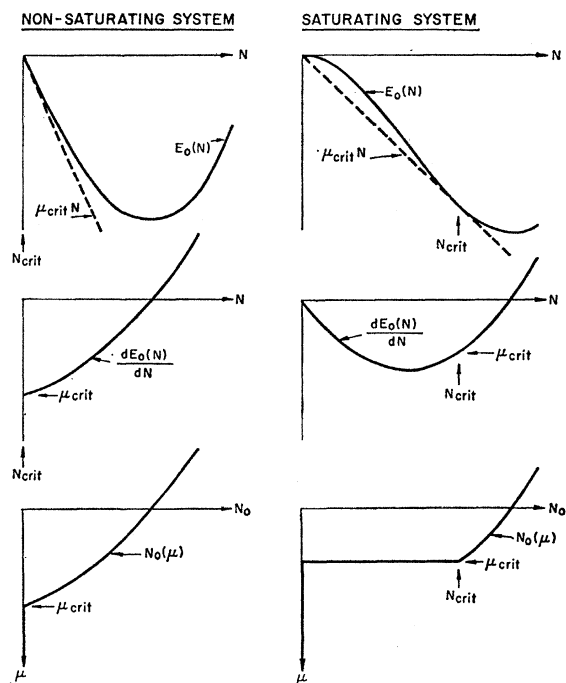 NON-SATURATING SYSTEM
N
E₀(N)
μcrit N
Ncrit
N
dE₀(N)
dN
μcrit
Ncrit
N₀
N₀(μ)
μcrit
μ
SATURATING SYSTEM
N
E₀(N)
μcrit N
Ncrit
N
dE₀(N)
dN
μcrit
Ncrit
N₀
N₀(μ)
μcrit
Ncrit
μ